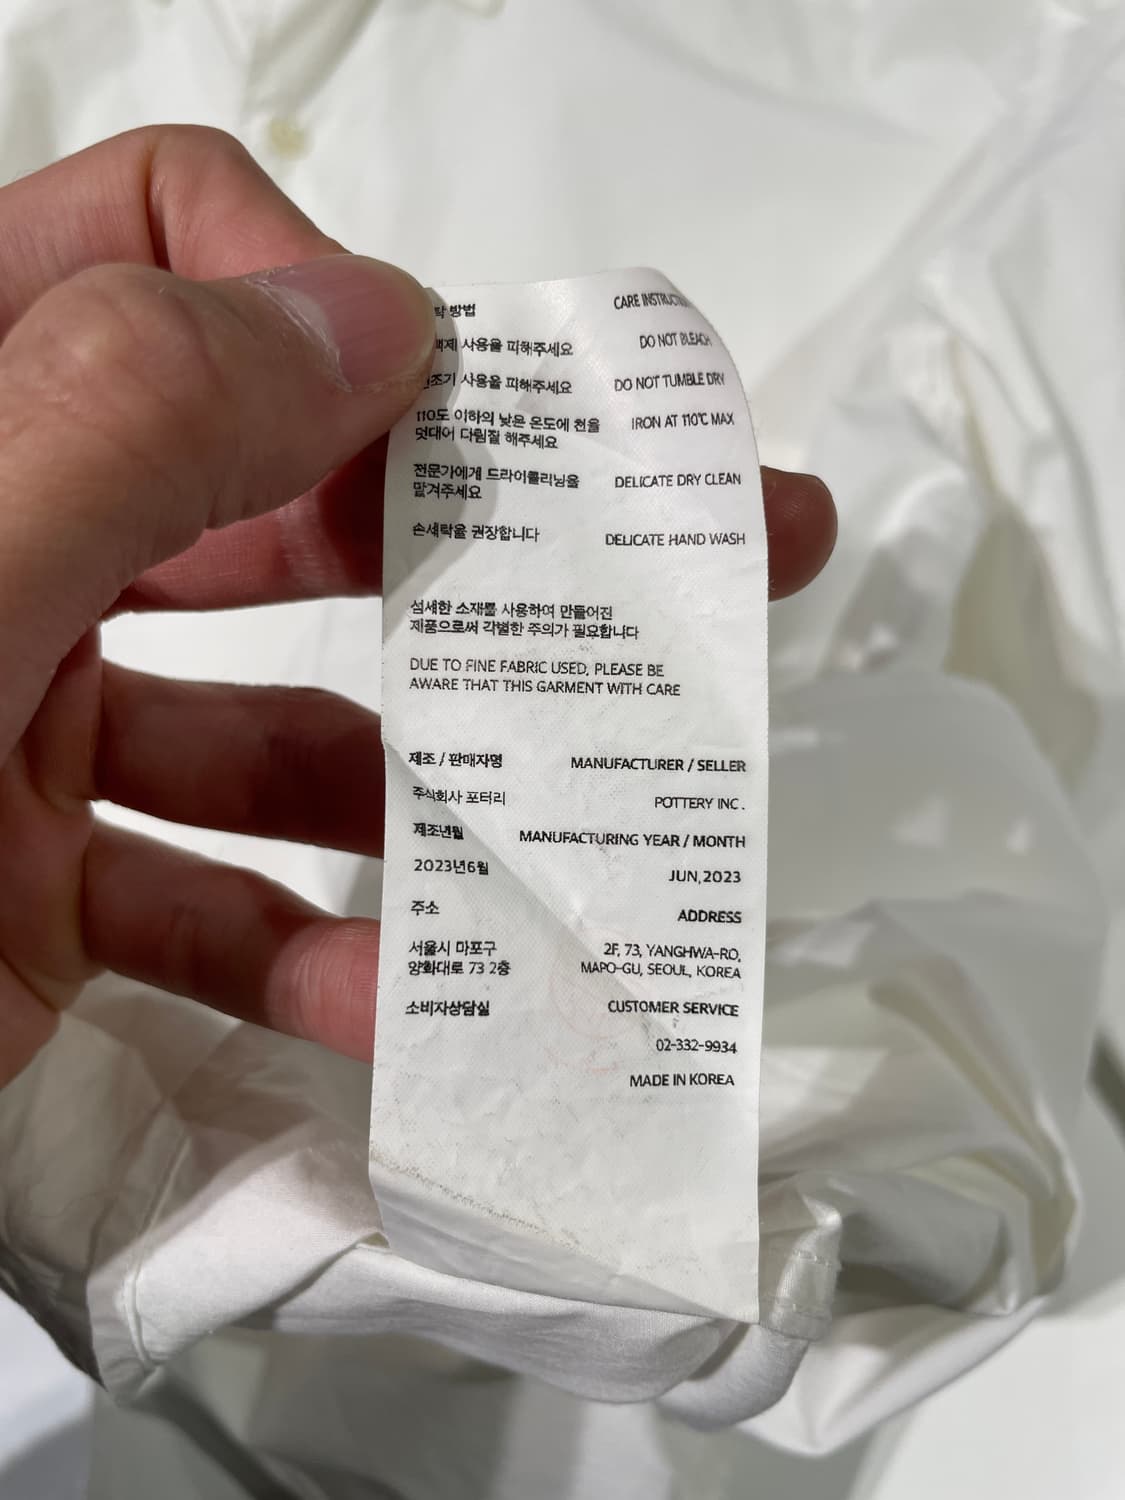 방법 CARE
사용을 피해주세요 DO NOT BLEACH
사용을 피해주세요 DO NOT TUMBLE DRY
110도 이하의 낮은 온도에 천을 IRON AT 110℃ MAX
덧대어 다림질 해주세요
전문가에게 드라이클리닝을 DELICATE DRY CLEAN
맡겨주세요
손세탁을 권장합니다 DELICATE HAND WASH
섬세한 소재를 사용하여 만들어진
제품으로써 각별한 주의가 필요합니다
DUE TO FINE FABRIC USED, PLEASE BE
AWARE THAT THIS GARMENT WITH CARE
제조 / 판매자명 MANUFACTURER / SELLER
주식회사 포터리 POTTERY INC.
제조년월 MANUFACTURING YEAR / MONTH
2023년6월 JUN,2023
주소 ADDRESS
서울시 마포구 2F, 73, YANGHWA-RO,
양화대로 73 2층 MAPO-GU, SEOUL, KOREA
소비자상담실 CUSTOMER SERVICE
02-332-9934
MADE IN KOREA